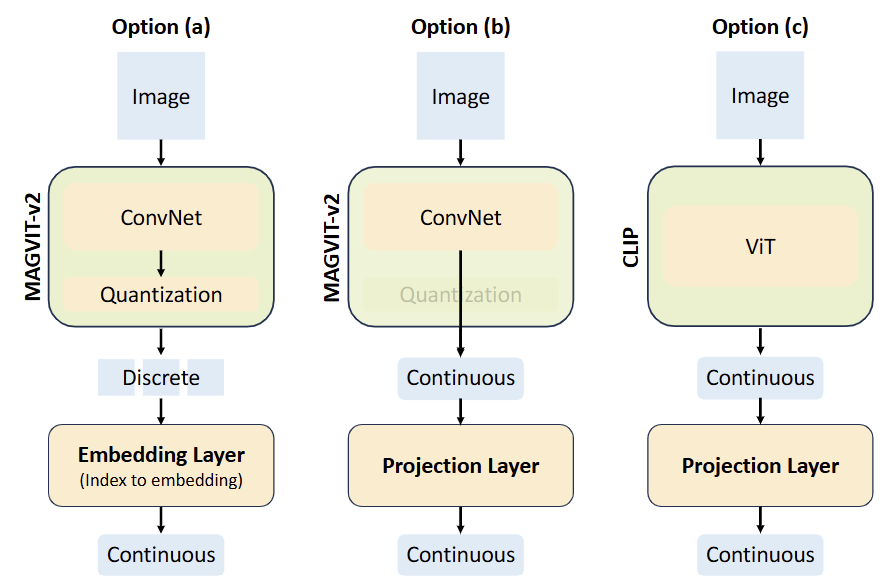 Option (a)
Image
MAGVIT-v2
ConvNet
Quantization
Discrete
Embedding Layer
(Index to embedding)
Continuous
Option (b)
Image
MAGVIT-v2
ConvNet
Quantization
Continuous
Projection Layer
Continuous
Option (c)
Image
CLIP
ViT
Continuous
Projection Layer
Continuous